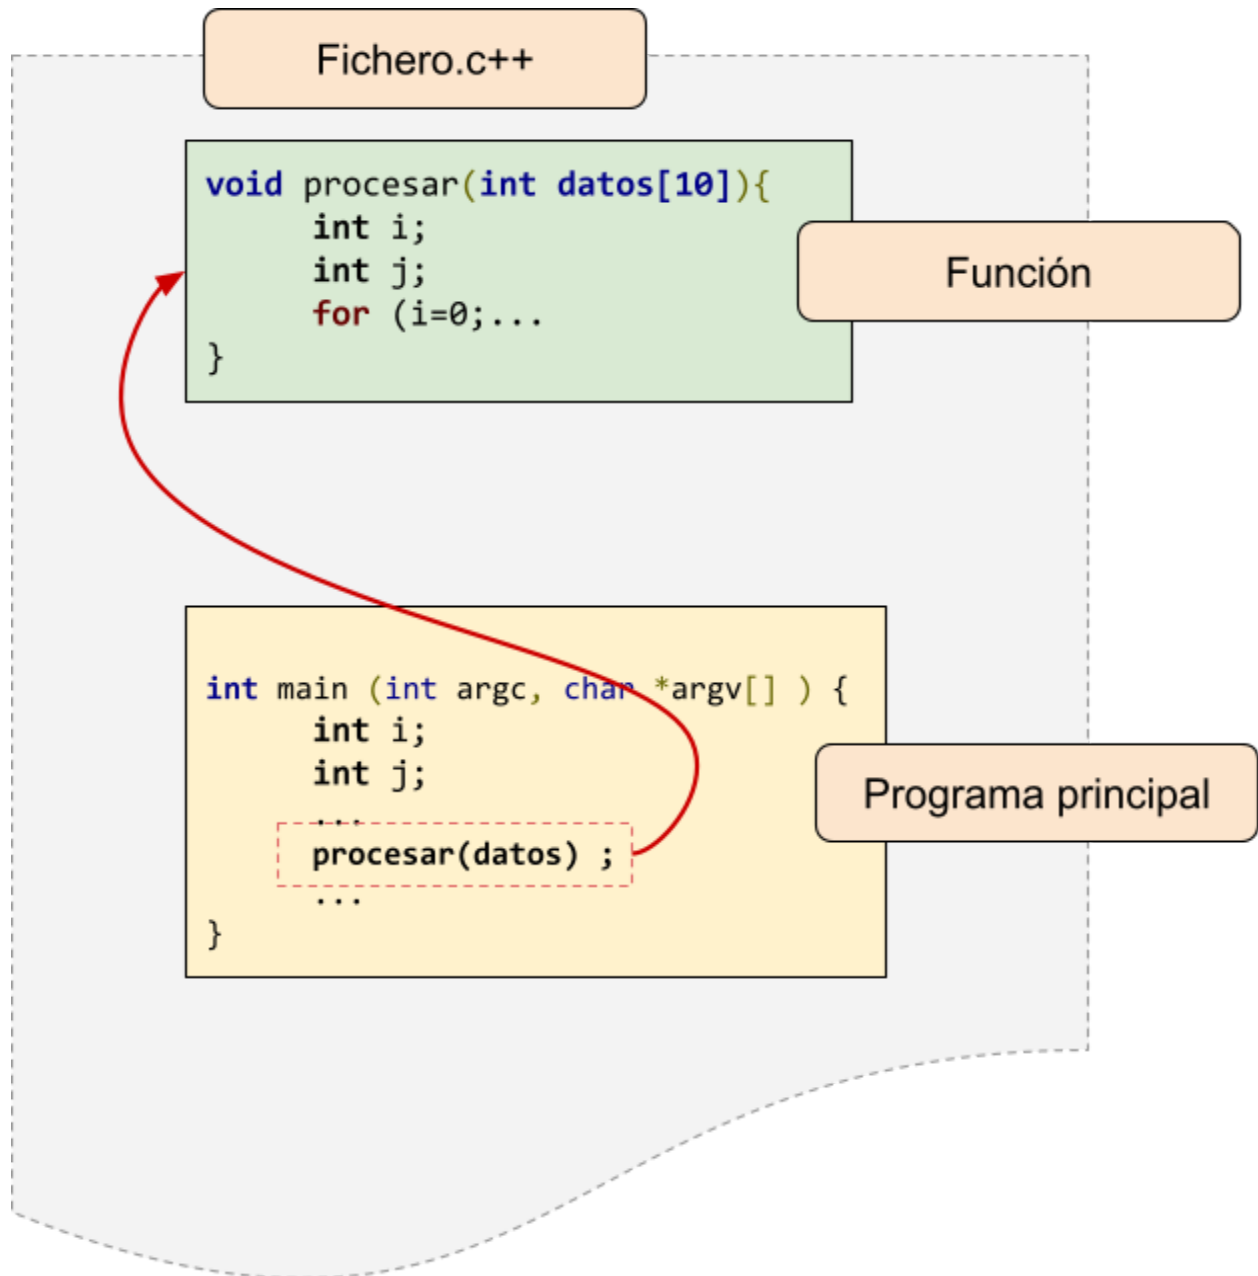 Fichero.c++
void procesar(int datos[10]){
int i;
int j;
for (i=0;...
}
Función
int main (int argc, char *argv[] ) {
int i;
int j;
...
procesar(datos) ;
...
}
Programa principal